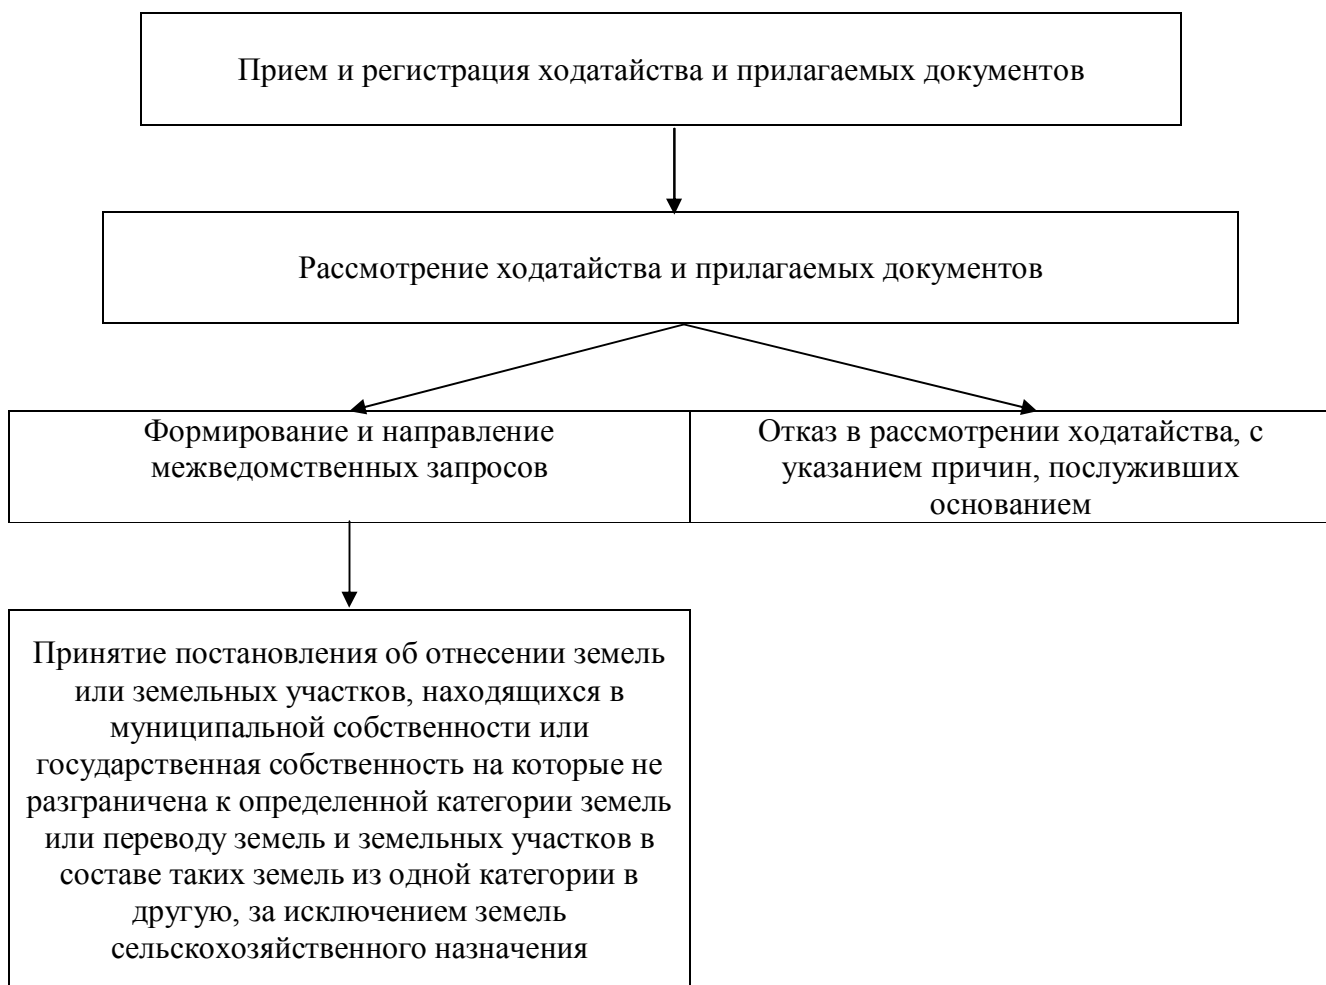 Прием и регистрация ходатайства и прилагаемых документов
Рассмотрение ходатайства и прилагаемых документов
Формирование и направление
межведомственных запросов
Отказ в рассмотрении ходатайства, с
указанием причин, послуживших
основанием
Принятие постановления об отнесении земель
или земельных участков, находящихся в
муниципальной собственности или
государственная собственность на которые не
разграничена к определенной категории земель
или переводу земель и земельных участков в
составе таких земель из одной категории в
другую, за исключением земель
сельскохозяйственного назначения